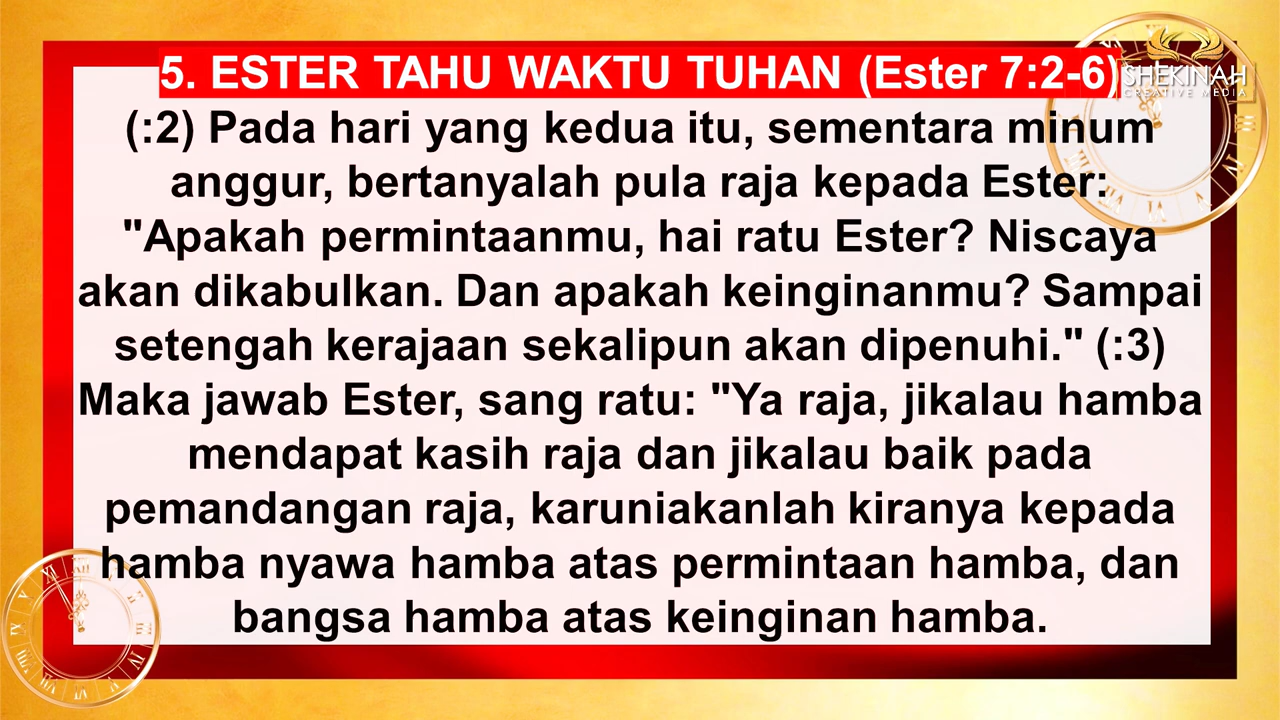 5. ESTER TAHU WAKTU TUHAN (Ester 7:2-6)
SHEKINAH
CREATIVE MEDIA
(:2) Pada hari yang kedua itu, sementara minum
anggur, bertanyalah pula raja kepada Ester:
"Apakah permintaanmu, hai ratu Ester? Niscaya
akan dikabulkan. Dan apakah keinginanmu? Sampai
setengah kerajaan sekalipun akan dipenuhi." (:3)
Maka jawab Ester, sang ratu: "Ya raja, jikalau hamba
mendapat kasih raja dan jikalau baik pada
pemandangan raja, karuniakanlah kiranya kepada
hamba nyawa hamba atas permintaan hamba, dan
bangsa hamba atas keinginan hamba.